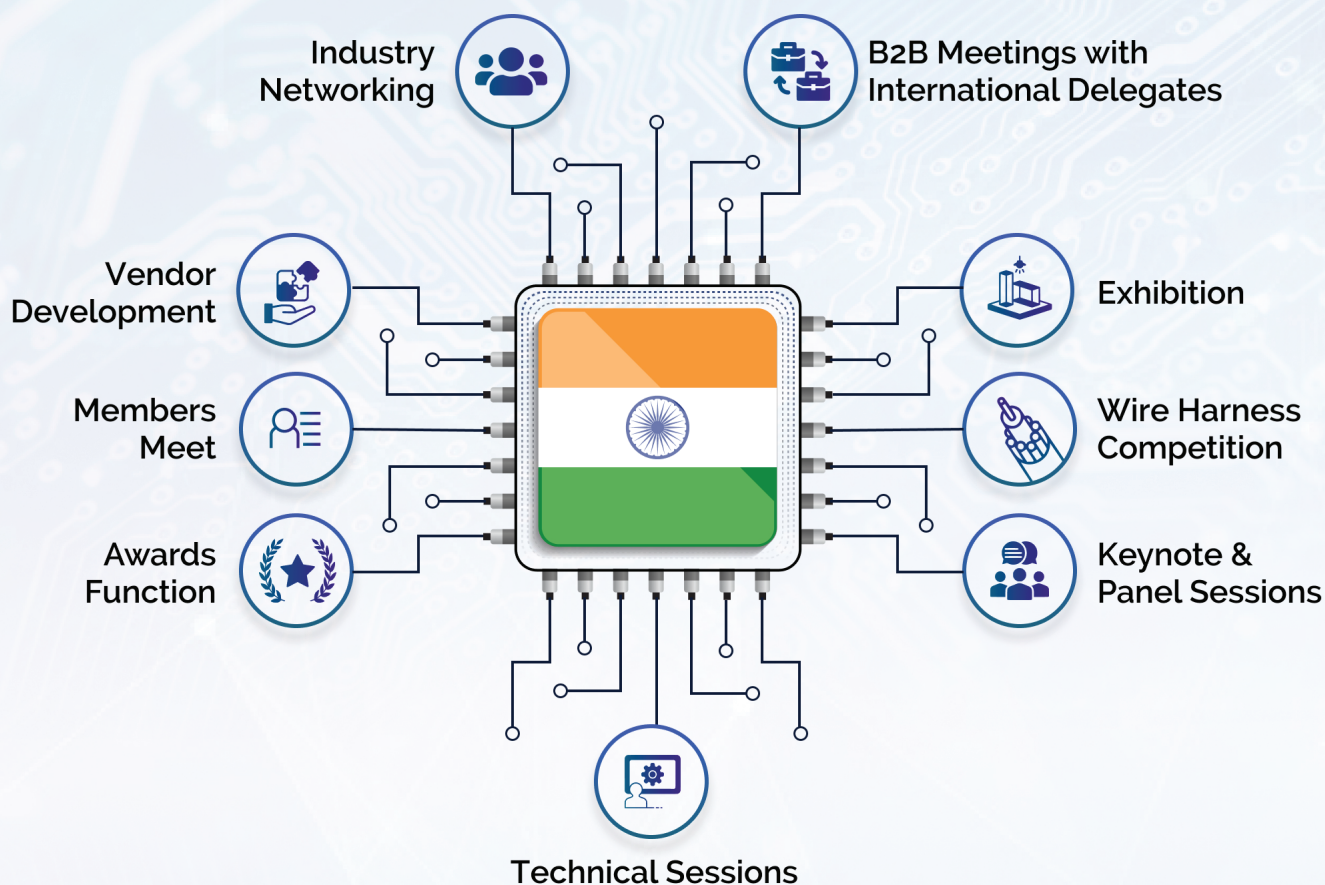 Industry
Networking
B2B Meetings with
International Delegates
Vendor
Development
Exhibition
Members
Meet
Wire Harness
Competition
Awards
Function
Keynote &
Panel Sessions
Technical Sessions